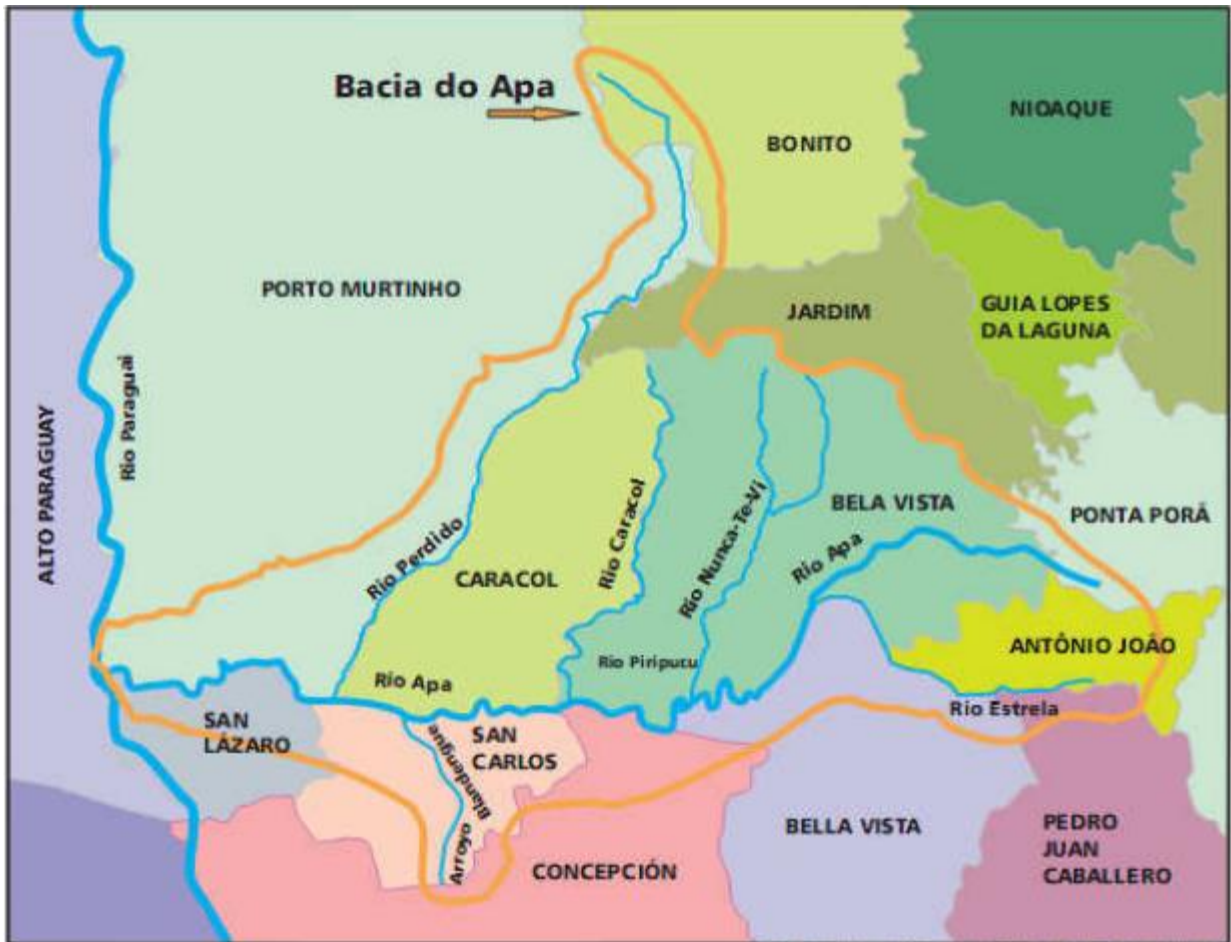 Bacia do Apa
NIOAQUE
BONITO
PORTO MURTINHO
JARDIM
GUIA LOPES
DA LAGUNA
ALTO PARAGUAY
Rio Paraguai
Rio Perdido
CARACOL
Rio Caracol
Rio Nunca-Te-Vi
BELA VISTA
Rio Apa
PONTA PORÃ
ANTÔNIO JOÃO
Rio Piripucu
Rio Apa
Rio Estrela
SAN
LÁZARO
SAN
CARLOS
Arroyo Blandengue
BELLA VISTA
PEDRO
JUAN
CABALLERO
CONCEPCIÓN